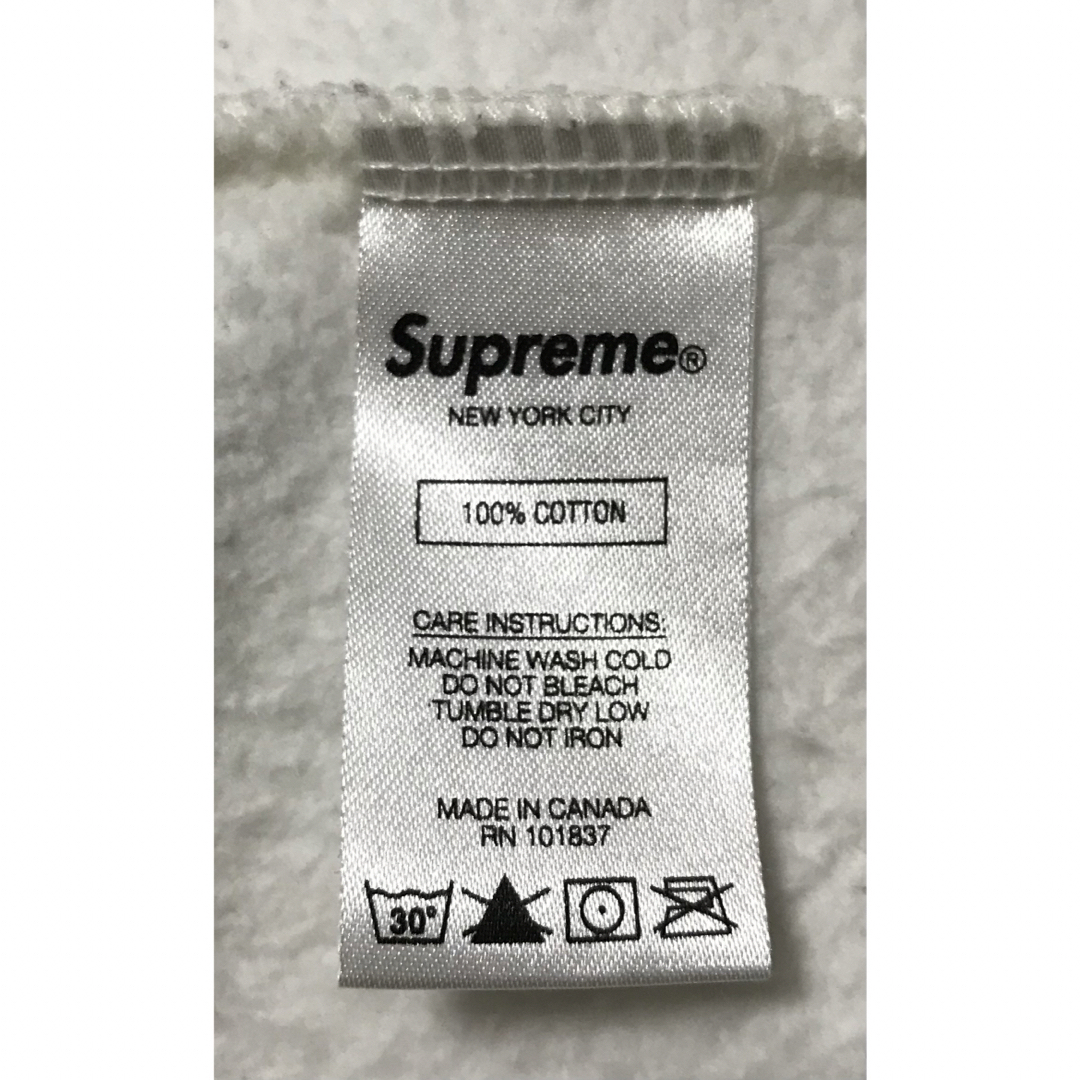 Supreme®
NEW YORK CITY
100% COTTON
CARE INSTRUCTIONS:
MACHINE WASH COLD
DO NOT BLEACH
TUMBLE DRY LOW
DO NOT IRON
MADE IN CANADA
RN 101837
30°